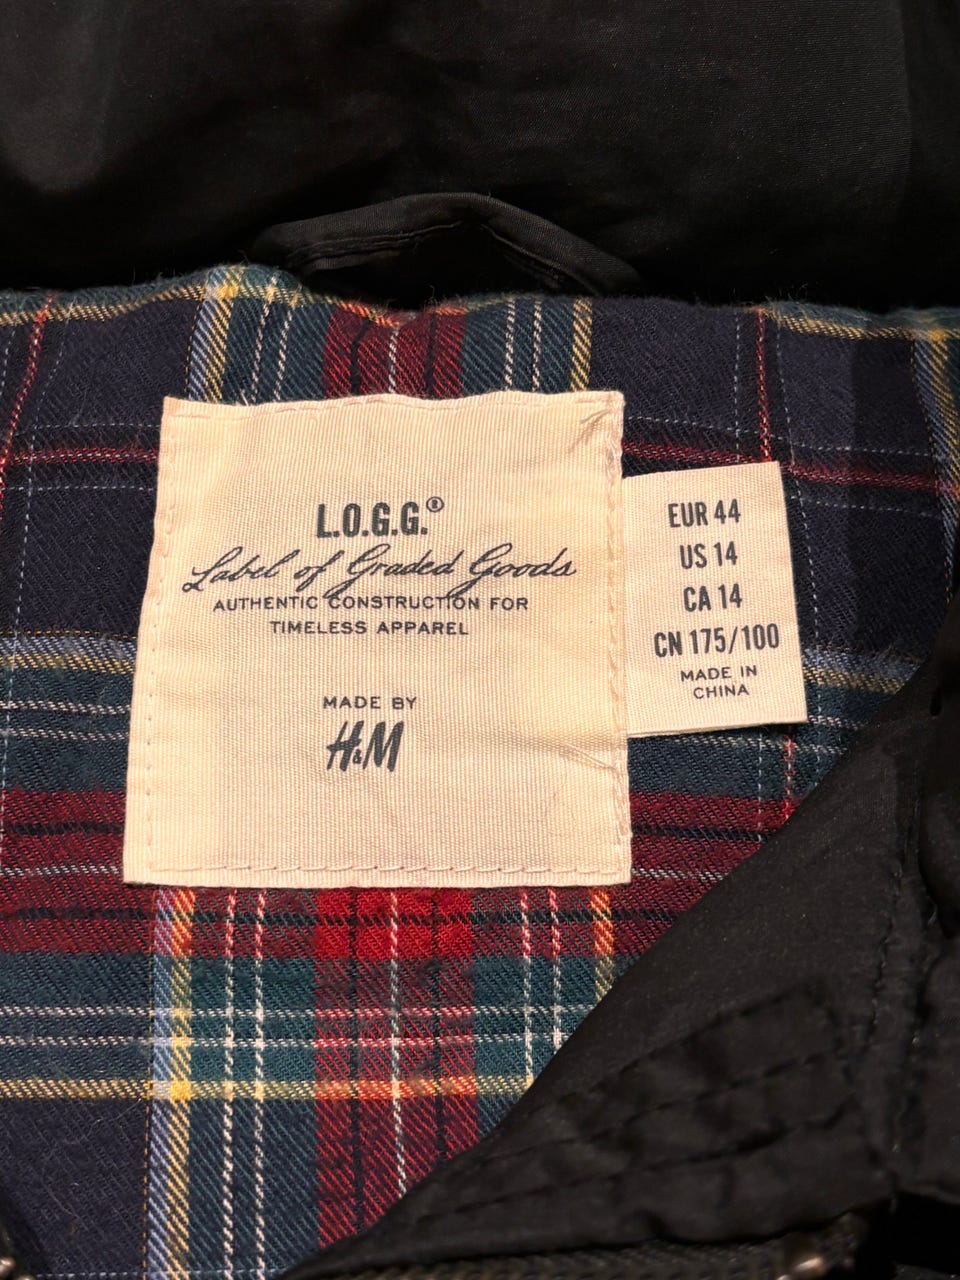 L.O.G.G.®
Label of Graded Goods
AUTHENTIC CONSTRUCTION FOR
TIMELESS APPAREL
MADE BY
H&M
EUR 44
US 14
CA 14
CN 175/100
MADE IN
CHINA